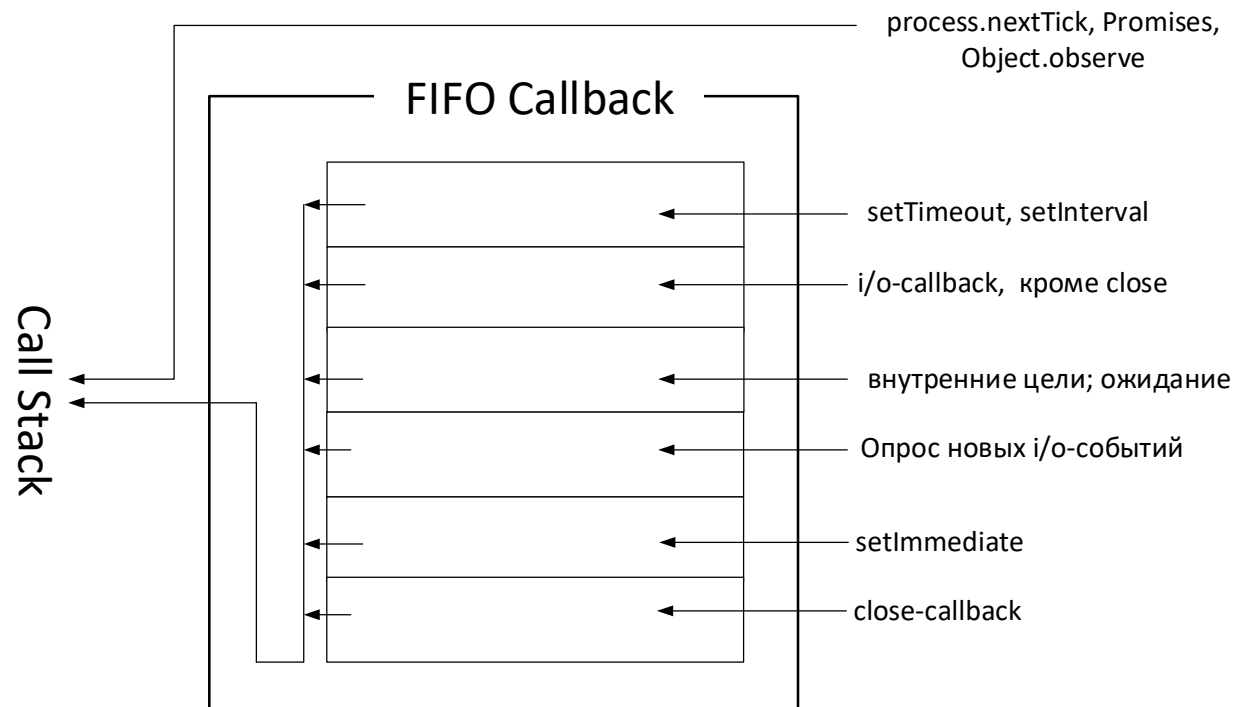 process.nextTick, Promises,
Object.observe
FIFO Callback
setTimeout, setInterval
i/o-callback, кроме close
внутренние цели; ожидание
Опрос новых i/o-событий
setImmediate
close-callback
Call Stack